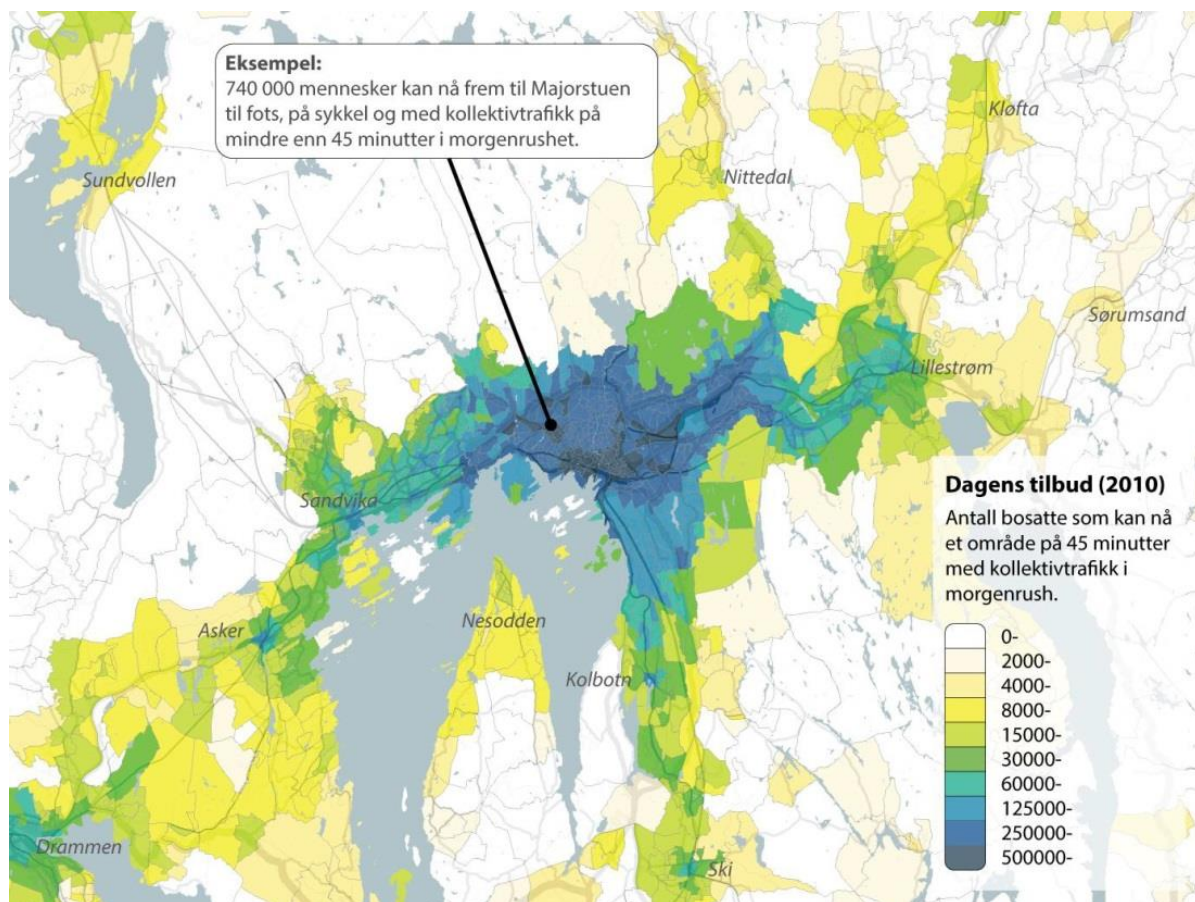 Eksempel:
740 000 mennesker kan nå frem til Majorstuen
til fots, på sykkel og med kollektivtrafikk på
mindre enn 45 minutter i morgenrushet.
Kløfta
Sundvollen
Nittedal
Sørumsand
Lillestrøm
Sandvika
Dagens tilbud (2010)
Antall bosatte som kan nå
et område på 45 minutter
med kollektivtrafikk i
morgenrush.
Nesodden
Asker
Kolbotn
0-
2000-
4000-
8000-
15000-
30000-
60000-
125000-
250000-
500000-
Drammen
Ski